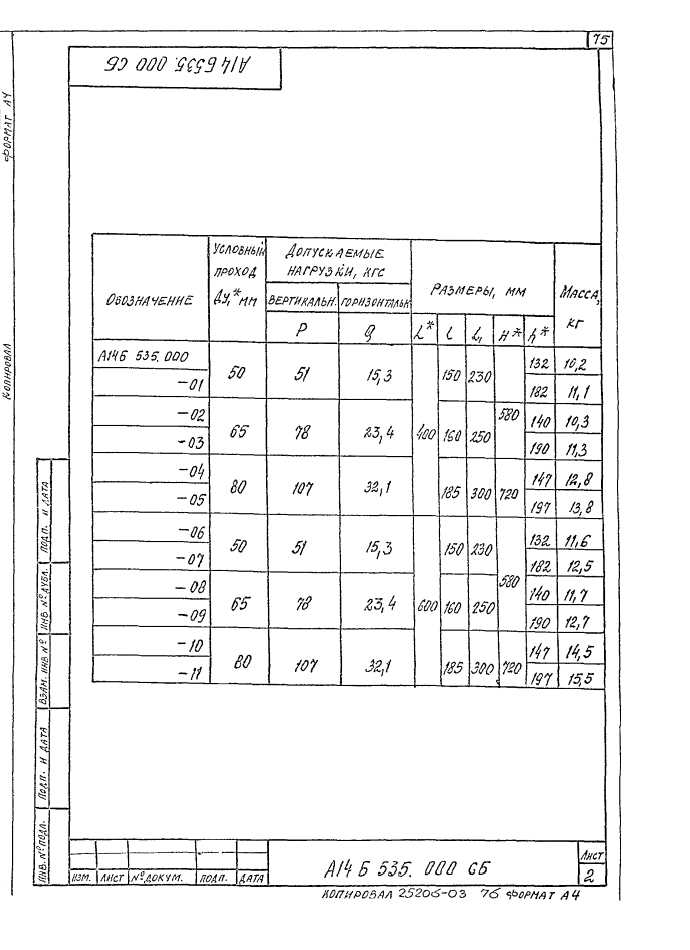 75
А14Б535. 000 СБ
ФОРМАТ А4
КОПИРОВАЛ
ОБОЗНАЧЕНИЕ | УСЛОВНЫЙ ПРОХОД Ду,* мм | ДОПУСКАЕМЫЕ НАГРУЗКИ, КГС | РАЗМЕРЫ, ММ | МАССА, КГ
ВЕРТИКАЛЬН. | ГОРИЗОНТАЛЬН.
P | Q | L* | l | L₁ | H* | h*
А14Б 535.000 | 50 | 51 | 15,3 | 400 | 150 | 230 | 580 | 132 | 10,2
-01 | 182 | 11,1
-02 | 65 | 78 | 23,4 | 160 | 250 | 140 | 10,3
-03 | 190 | 11,3
-04 | 80 | 107 | 32,1 | 185 | 300 | 720 | 147 | 12,8
-05 | 197 | 13,8
-06 | 50 | 51 | 15,3 | 600 | 150 | 230 | 580 | 132 | 11,6
-07 | 182 | 12,5
-08 | 65 | 78 | 23,4 | 160 | 250 | 140 | 11,7
-09 | 190 | 12,7
-10 | 80 | 107 | 32,1 | 185 | 300 | 720 | 147 | 14,5
-11 | 197 | 15,5
ПОДП. И ДАТА
ИНВ № ДУБЛ.
ВЗАМ. ИНВ №
ПОДП. И ДАТА
ИНВ. № ПОДЛ.
ИЗМ. ЛИСТ № ДОКУМ. ПОДП. ДАТА
А14 Б 535. 000 СБ
ЛИСТ
2
КОПИРОВАЛ 25206-03 76 ФОРМАТ А4